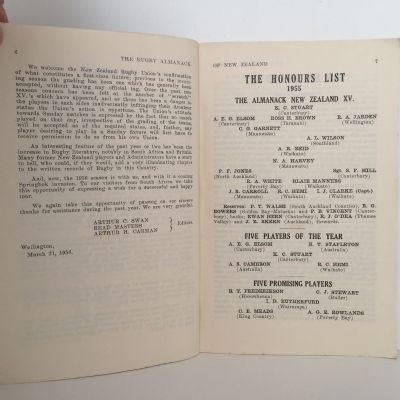 6
THE RUGBY ALMANACK
We welcome the New Zealand Rugby Union's confirmation
of what constitutes a first-class fixture; previous to the recent
season the grading has been one which has generally been
accepted, without having any official ring. Over the past two
seasons concern has been felt at the number of "scratch"
XV.'s which have appeared, and as there has been a danger to
the players in such sides inadvertently infringing their Amateur
status the Union's action is opportune. The Union's attitude
towards Sunday matches is expressed by the fact that no match
played on that day, irrespective of the grading of the teams,
will be accepted as of the required status, and, further, any
player desiring to play in a Sunday fixture will first have to
receive permission to do so from his own Union.
An interesting feature of the past year or two has been its
increase in Rugby literature, notably in South Africa and Britain.
Many former New Zealand players and Administrators have a story
to tell, who could, if they would, add a very illuminating chapter
to the written records of Rugby in this Country.
And, now, the 1956 season is with us, and with it a coming
Springbok invasion. To our visitors from South Africa we take
this opportunity of expressing a wish for a successful and happy
tour.
We again take this opportunity of passing on our sincere
thanks for assistance during the past year. We are very grateful.
ARTHUR C. SWAN
READ MASTERS
ARTHUR H. CARMAN
Editors
Wellington,
March 21, 1956.
OF NEW ZEALAND
7
THE HONOURS LIST
1955
THE ALMANACK NEW ZEALAND XV.
K. C. STUART
(Canterbury)
A. E. G. ELSOM ROSS H. BROWN R. A. JARDEN
(Canterbury) (Taranaki) (Wellington)
C. O. GARNETT
(Manawatu)
A. L. WILSON
(Southland)
A. R. REID
(Waikato)
N. A. HARVEY
(Manawatu)
P. F. JONES Sgt. S. F. HILL
(North Auckland) (Canterbury)
R. A. WHITE BLAIR MANNIER
(Poverty Bay) (Waikato)
J. B. CARROLL R. C. HEMI I. J. CLARKE (Capt.)
(Manawatu) (Waikato) (Waikato)
Reserves: P. T. WALSH (South Auckland Counties) R. G.
BOWERS (Golden Bay-Motueka) and P. B. VINCENT (Canter-
bury), backs; EWAN HERN (Canterbury), R. J. O'DEA (Thames
Valley) and J. L. SKEEN (Auckland), forwards.
FIVE PLAYERS OF THE YEAR
A. E. G. ELSOM E. T. STAPLETON
(Canterbury) (Australia)
K. C. STUART
(Canterbury)
A. S. CAMERON R. C. HEMI
(Australia) (Waikato)
FIVE PROMISING PLAYERS
B. T. FREDERIKSON C. J. STEWART
(Horowhenua) (Buller)
I. D. RUTHERFURD
(Wairarapa)
C. E. MEADS A. G. E. ROWLANDS
(King Country) (Poverty Bay)